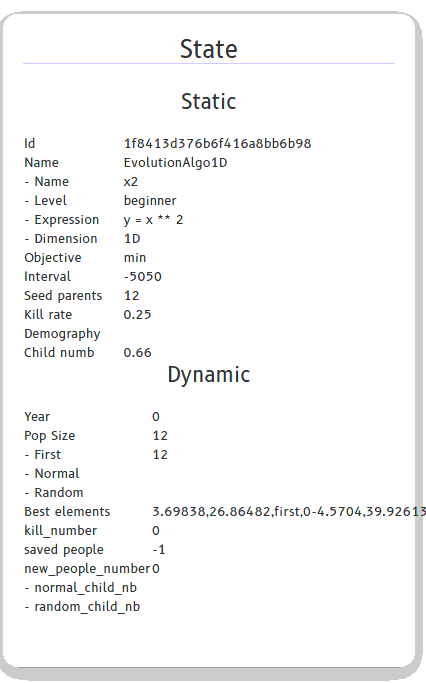 State
Static
Id 1f8413d376b6f416a8bb6b98
Name EvolutionAlgo1D
- Name x2
- Level beginner
- Expression y = x ** 2
- Dimension 1D
Objective min
Interval -5050
Seed parents 12
Kill rate 0.25
Demography
Child numb 0.66
Dynamic
Year 0
Pop Size 12
- First 12
- Normal
- Random
Best elements 3.69838,26.86482,first,0-4.5704,39.92613
kill_number 0
saved people -1
new_people_number 0
- normal_child_nb
- random_child_nb